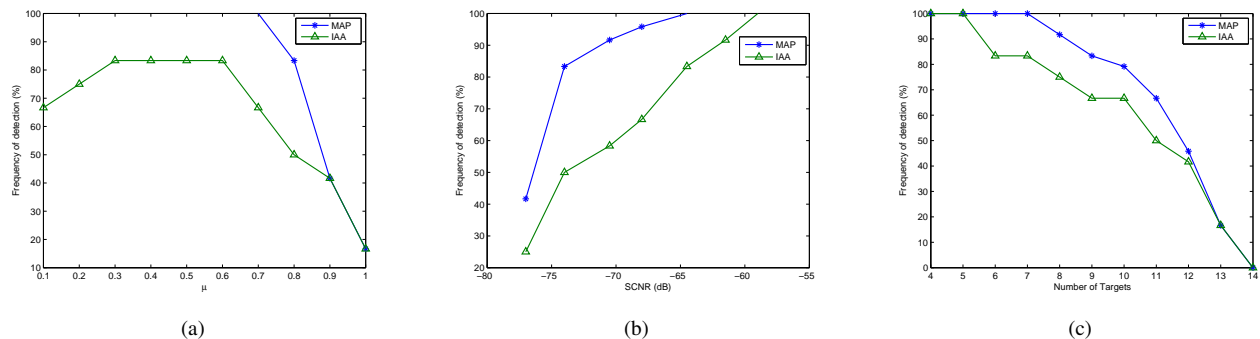 100
90
80
70
60
50
40
30
20
10
Frequency of detection (%)
0.1 0.2 0.3 0.4 0.5 0.6 0.7 0.8 0.9 1
μ
MAP
IAA
(a)
100
90
80
70
60
50
40
30
20
Frequency of detection (%)
−80 −75 −70 −65 −60 −55
SCNR (dB)
MAP
IAA
(b)
100
90
80
70
60
50
40
30
20
10
0
Frequency of detection (%)
4 5 6 7 8 9 10 11 12 13 14
Number of Targets
MAP
IAA
(c)